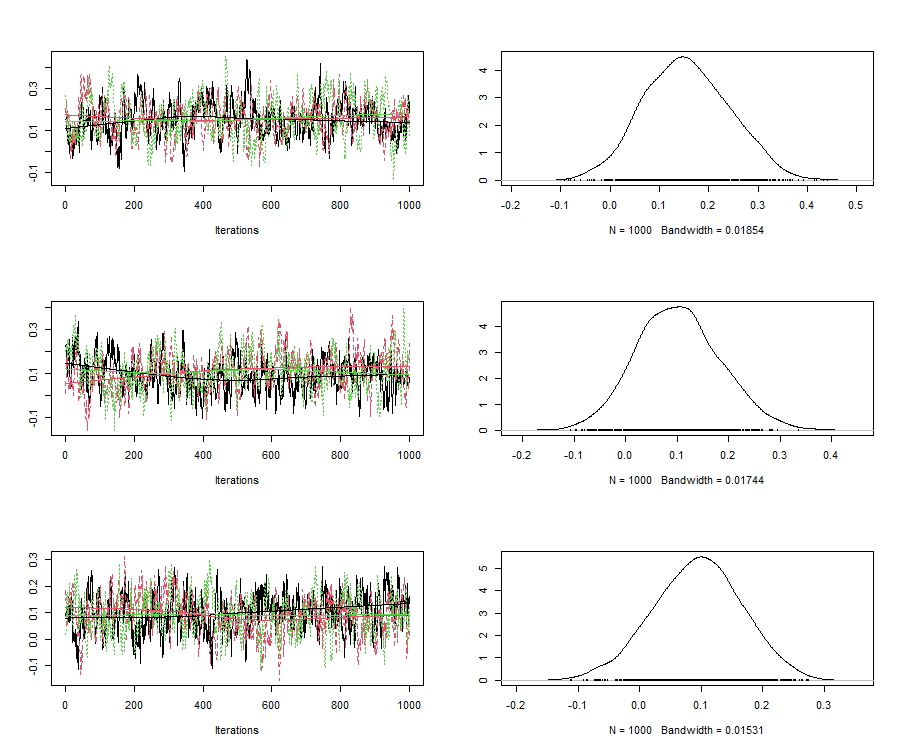 -0.1 0.1 0.3
0 200 400 600 800 1000
Iterations
0 1 2 3 4
-0.2 -0.1 0.0 0.1 0.2 0.3 0.4 0.5
N = 1000 Bandwidth = 0.01854
-0.1 0.1 0.3
0 200 400 600 800 1000
Iterations
0 1 2 3 4
-0.2 -0.1 0.0 0.1 0.2 0.3 0.4
N = 1000 Bandwidth = 0.01744
-0.1 0.0 0.1 0.2 0.3
0 200 400 600 800 1000
Iterations
0 1 2 3 4 5
-0.2 -0.1 0.0 0.1 0.2 0.3
N = 1000 Bandwidth = 0.01531